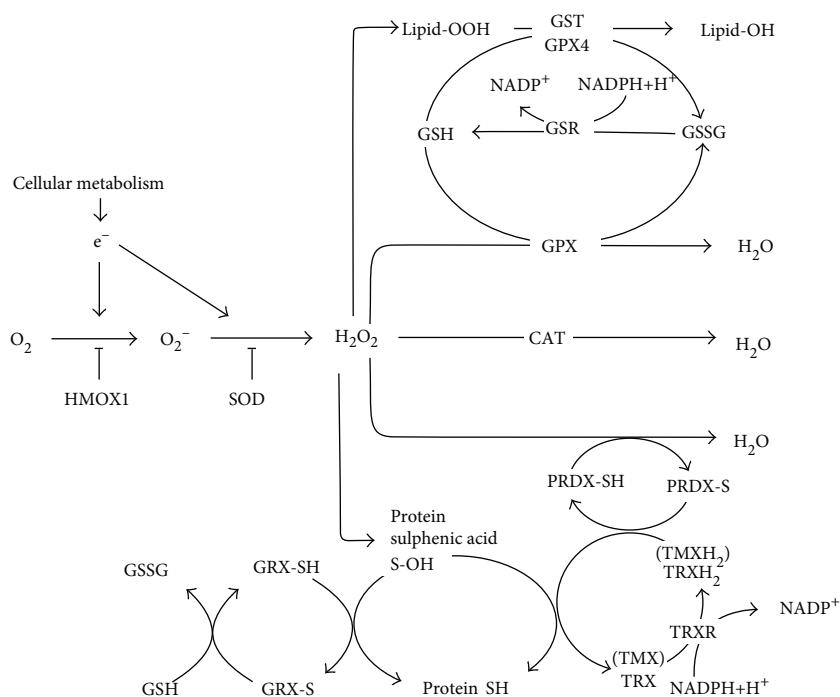 Lipid-OOH
GST
GPX4
Lipid-OH
NADP⁺
NADPH+H⁺
GSH
GSR
GSSG
Cellular metabolism
e⁻
GPX
H₂O
O₂
O₂⁻
H₂O₂
CAT
H₂O
HMOX1
SOD
H₂O
PRDX-SH
PRDX-S
Protein
sulphenic acid
S-OH
(TMXH₂)
TRXH₂
GSSG
GRX-SH
NADP⁺
TRXR
(TMX)
TRX
GSH
GRX-S
Protein SH
NADPH+H⁺